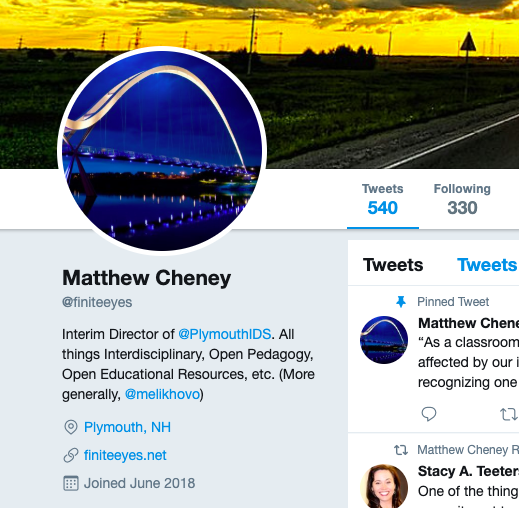 Tweets Following
540 330
Matthew Cheney
@finiteeyes
Interim Director of @PlymouthIDS. All
things Interdisciplinary, Open Pedagogy,
Open Educational Resources, etc. (More
generally, @melikhovo)
Plymouth, NH
finiteeyes.net
Joined June 2018
Tweets Tweets
Pinned Tweet
Matthew Chene
“As a classroom
affected by our i
recognizing one
Matthew Cheney R
Stacy A. Teeters
One of the thing